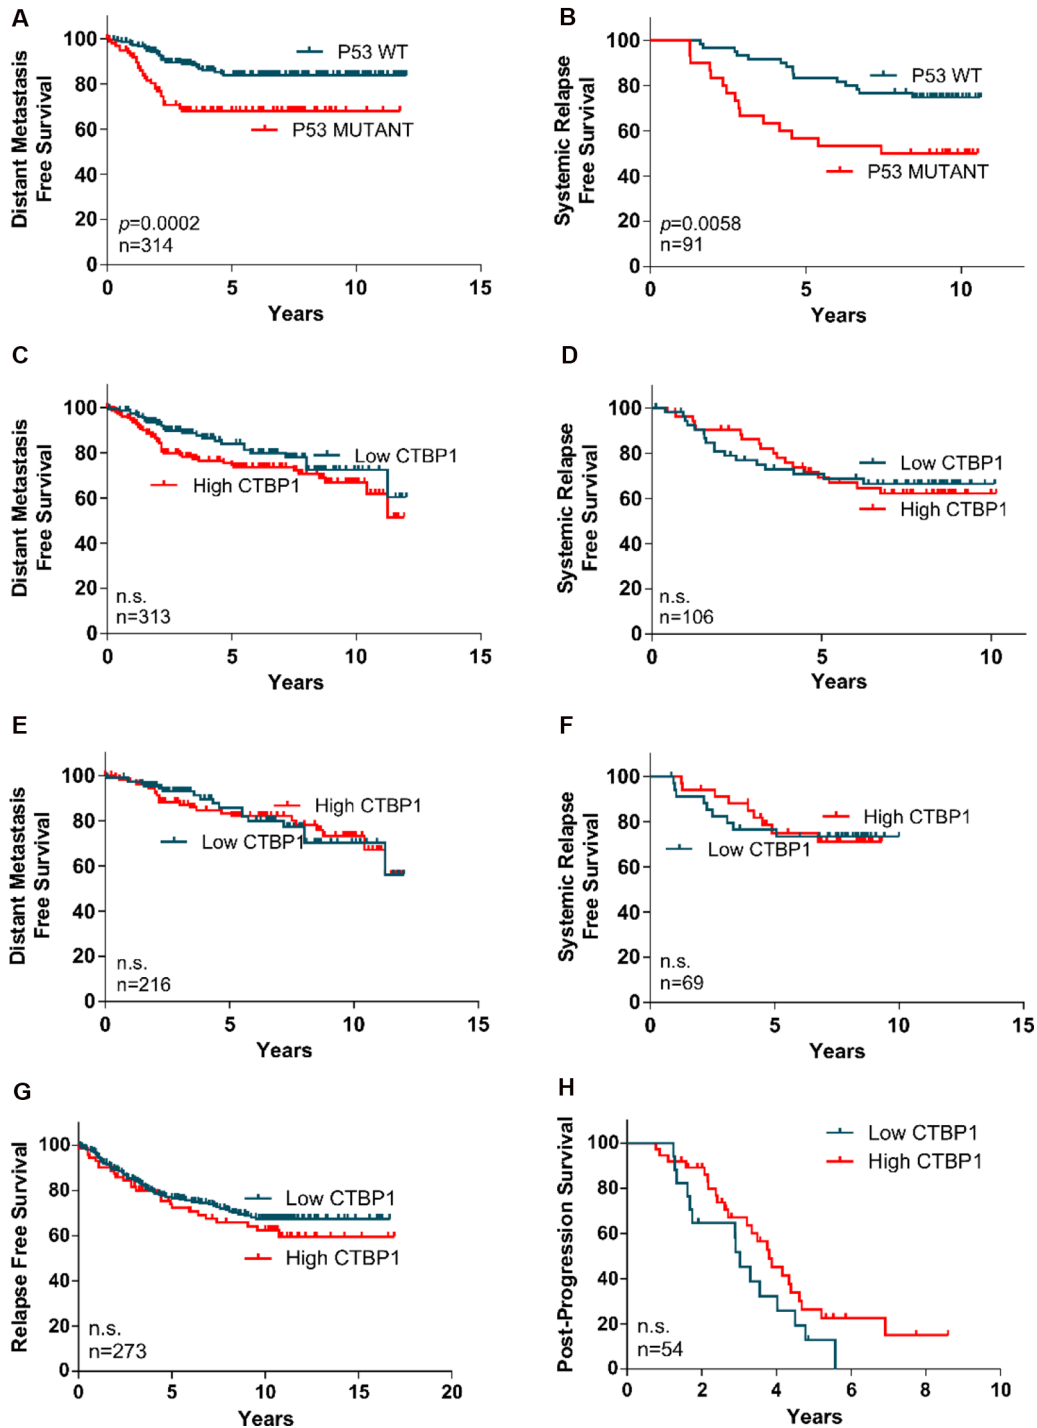 A
Distant Metastasis
Free Survival
100
80
60
40
20
0
P53 WT
P53 MUTANT
p=0.0002
n=314
0 5 10 15
Years
B
Systemic Relapse
Free Survival
100
80
60
40
20
0
P53 WT
P53 MUTANT
p=0.0058
n=91
0 5 10
Years
C
Distant Metastasis
Free Survival
100
80
60
40
20
0
Low CTBP1
High CTBP1
n.s.
n=313
0 5 10 15
Years
D
Systemic Relapse
Free Survival
100
80
60
40
20
0
Low CTBP1
High CTBP1
n.s.
n=106
0 5 10
Years
E
Distant Metastasis
Free Survival
100
80
60
40
20
0
High CTBP1
Low CTBP1
n.s.
n=216
0 5 10 15
Years
F
Systemic Relapse
Free Survival
100
80
60
40
20
0
High CTBP1
Low CTBP1
n.s.
n=69
0 5 10 15
Years
G
Relapse Free Survival
100
80
60
40
20
0
Low CTBP1
High CTBP1
n.s.
n=273
0 5 10 15 20
Years
H
Post-Progression Survival
100
80
60
40
20
0
Low CTBP1
High CTBP1
n.s.
n=54
0 2 4 6 8 10
Years